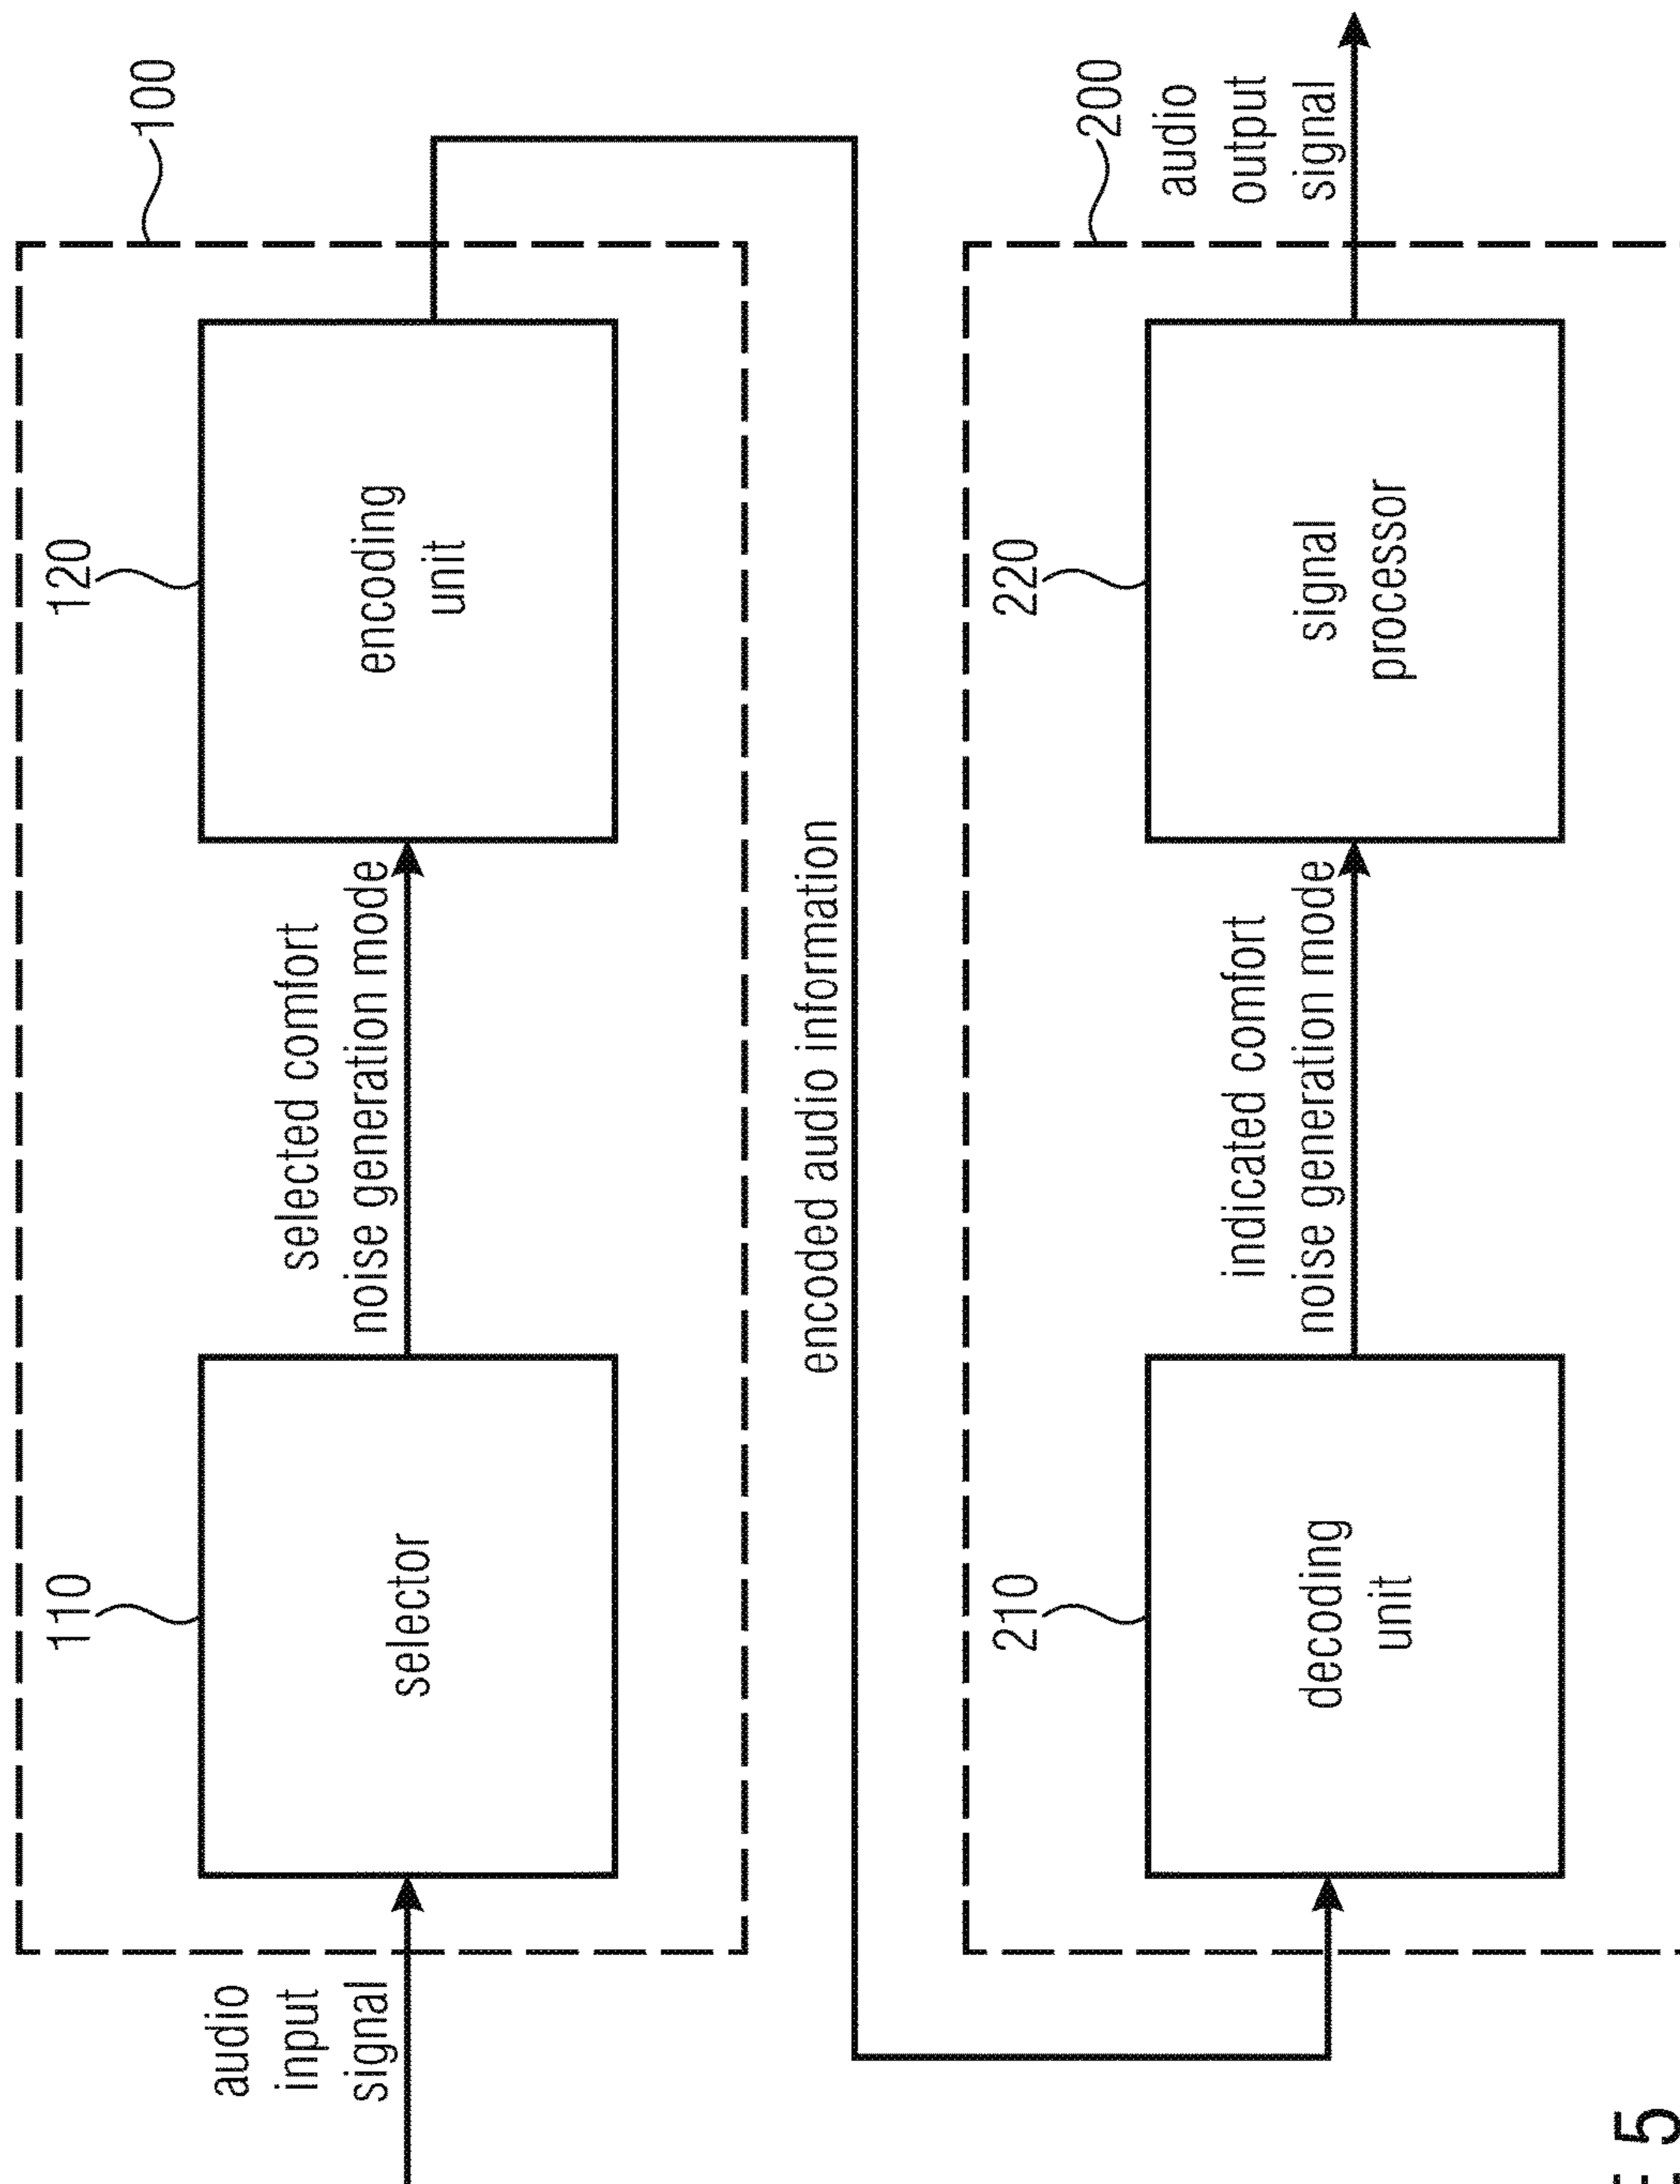 100
110
120
audio
input
signal
selector
selected comfort
noise generation mode
encoding
unit
encoded audio information
200
210
220
decoding
unit
indicated comfort
noise generation mode
signal
processor
audio
output
signal
5